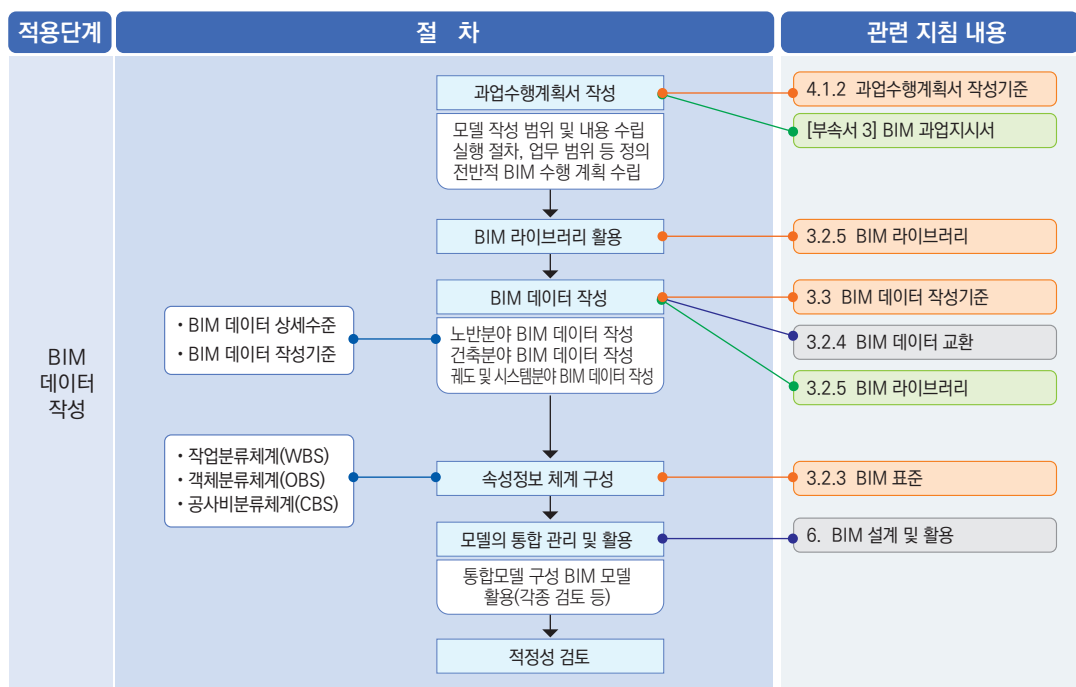 적용단계
절 차
관련 지침 내용
BIM
데이터
작성
과업수행계획서 작성
모델 작성 범위 및 내용 수립
실행 절차, 업무 범위 등 정의
전반적 BIM 수행 계획 수립
4.1.2 과업수행계획서 작성기준
[부속서 3] BIM 과업지시서
BIM 라이브러리 활용
3.2.5 BIM 라이브러리
BIM 데이터 작성
· BIM 데이터 상세수준
· BIM 데이터 작성기준
노반분야 BIM 데이터 작성
건축분야 BIM 데이터 작성
궤도 및 시스템분야 BIM 데이터 작성
3.3 BIM 데이터 작성기준
3.2.4 BIM 데이터 교환
3.2.5 BIM 라이브러리
· 작업분류체계(WBS)
· 객체분류체계(OBS)
· 공사비분류체계(CBS)
속성정보 체계 구성
3.2.3 BIM 표준
모델의 통합 관리 및 활용
통합모델 구성 BIM 모델
활용(각종 검토 등)
6. BIM 설계 및 활용
적정성 검토